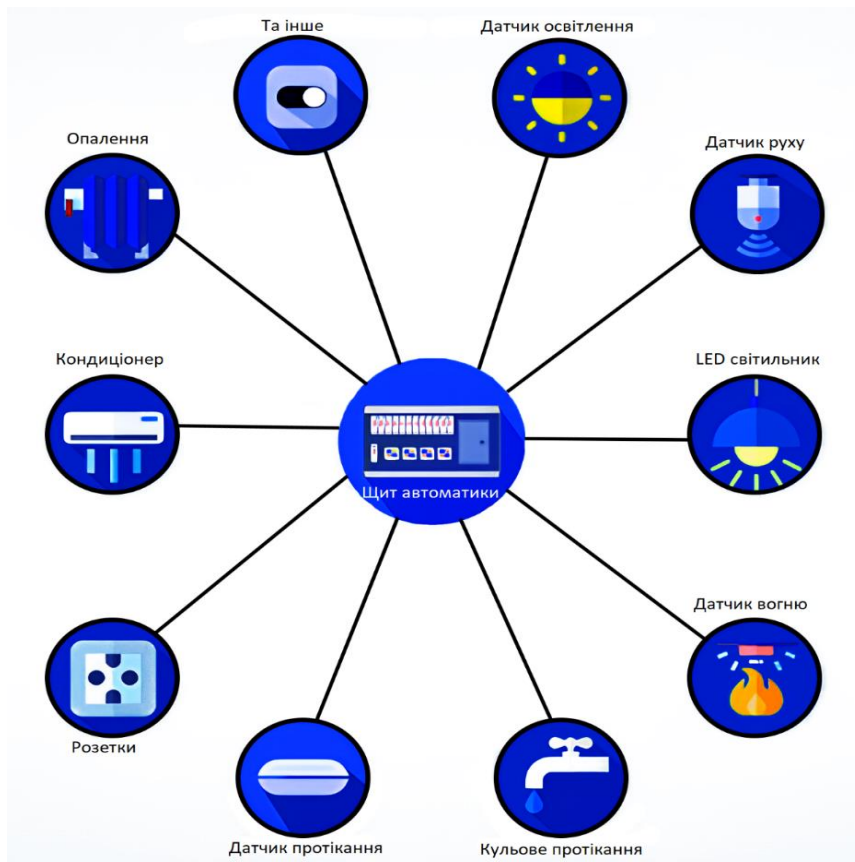 Та інше
Датчик освітлення
Опалення
Датчик руху
Кондиціонер
LED світильник
Щит автоматики
Датчик вогню
Розетки
Датчик протікання
Кульове протікання